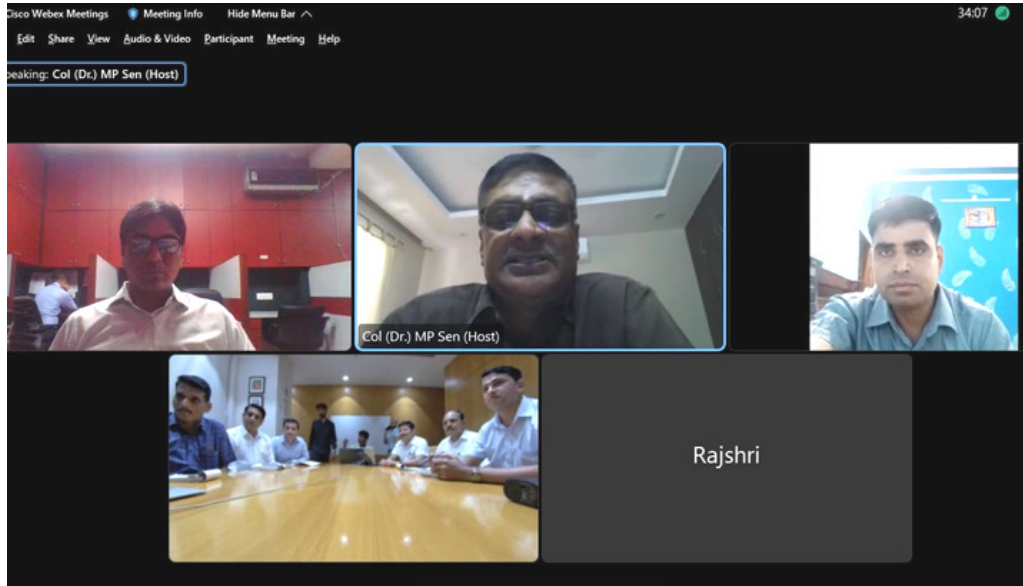 Cisco Webex Meetings Meeting Info Hide Menu Bar 34:07
Edit Share View Audio & Video Participant Meeting Help
peaking: Col (Dr.) MP Sen (Host)
Col (Dr.) MP Sen (Host)
Rajshri